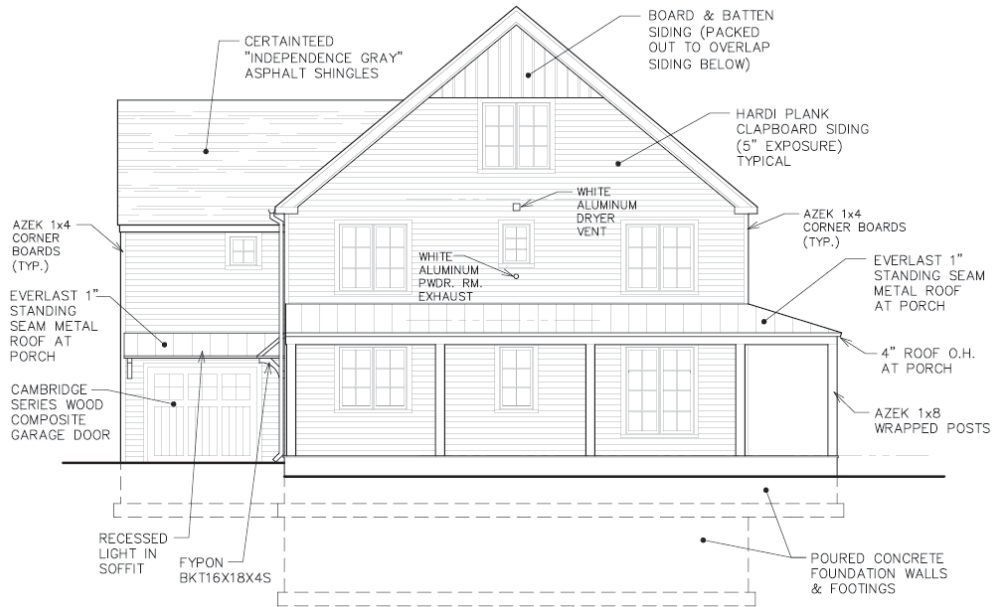 CERTAINTEED
"INDEPENDENCE GRAY"
ASPHALT SHINGLES
BOARD & BATTEN
SIDING (PACKED
OUT TO OVERLAP
SIDING BELOW)
HARDI PLANK
CLAPBOARD SIDING
(5" EXPOSURE)
TYPICAL
WHITE
ALUMINUM
DRYER
VENT
AZEK 1x4
CORNER
BOARDS
(TYP.)
AZEK 1x4
CORNER BOARDS
(TYP.)
WHITE
ALUMINUM
PWDR. RM.
EXHAUST
EVERLAST 1"
STANDING SEAM
METAL ROOF
AT PORCH
EVERLAST 1"
STANDING
SEAM METAL
ROOF AT
PORCH
4" ROOF O.H.
AT PORCH
CAMBRIDGE
SERIES WOOD
COMPOSITE
GARAGE DOOR
AZEK 1x8
WRAPPED POSTS
RECESSED
LIGHT IN
SOFFIT
FYPON
BKT16X18X4S
POURED CONCRETE
FOUNDATION WALLS
& FOOTINGS